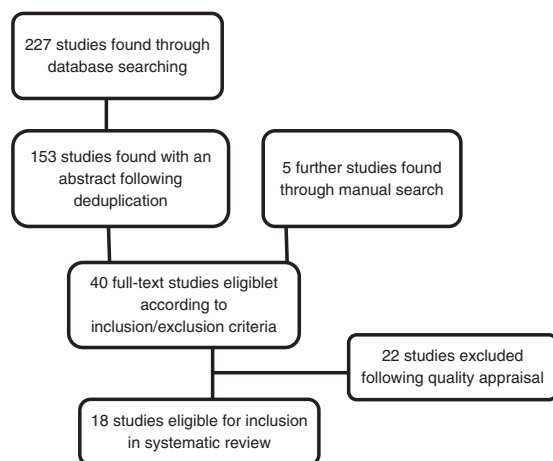 227 studies found through
database searching
153 studies found with an
abstract following
deduplication
5 further studies found
through manual search
40 full-text studies eligiblet
according to
inclusion/exclusion criteria
22 studies excluded
following quality appraisal
18 studies eligible for inclusion
in systematic review